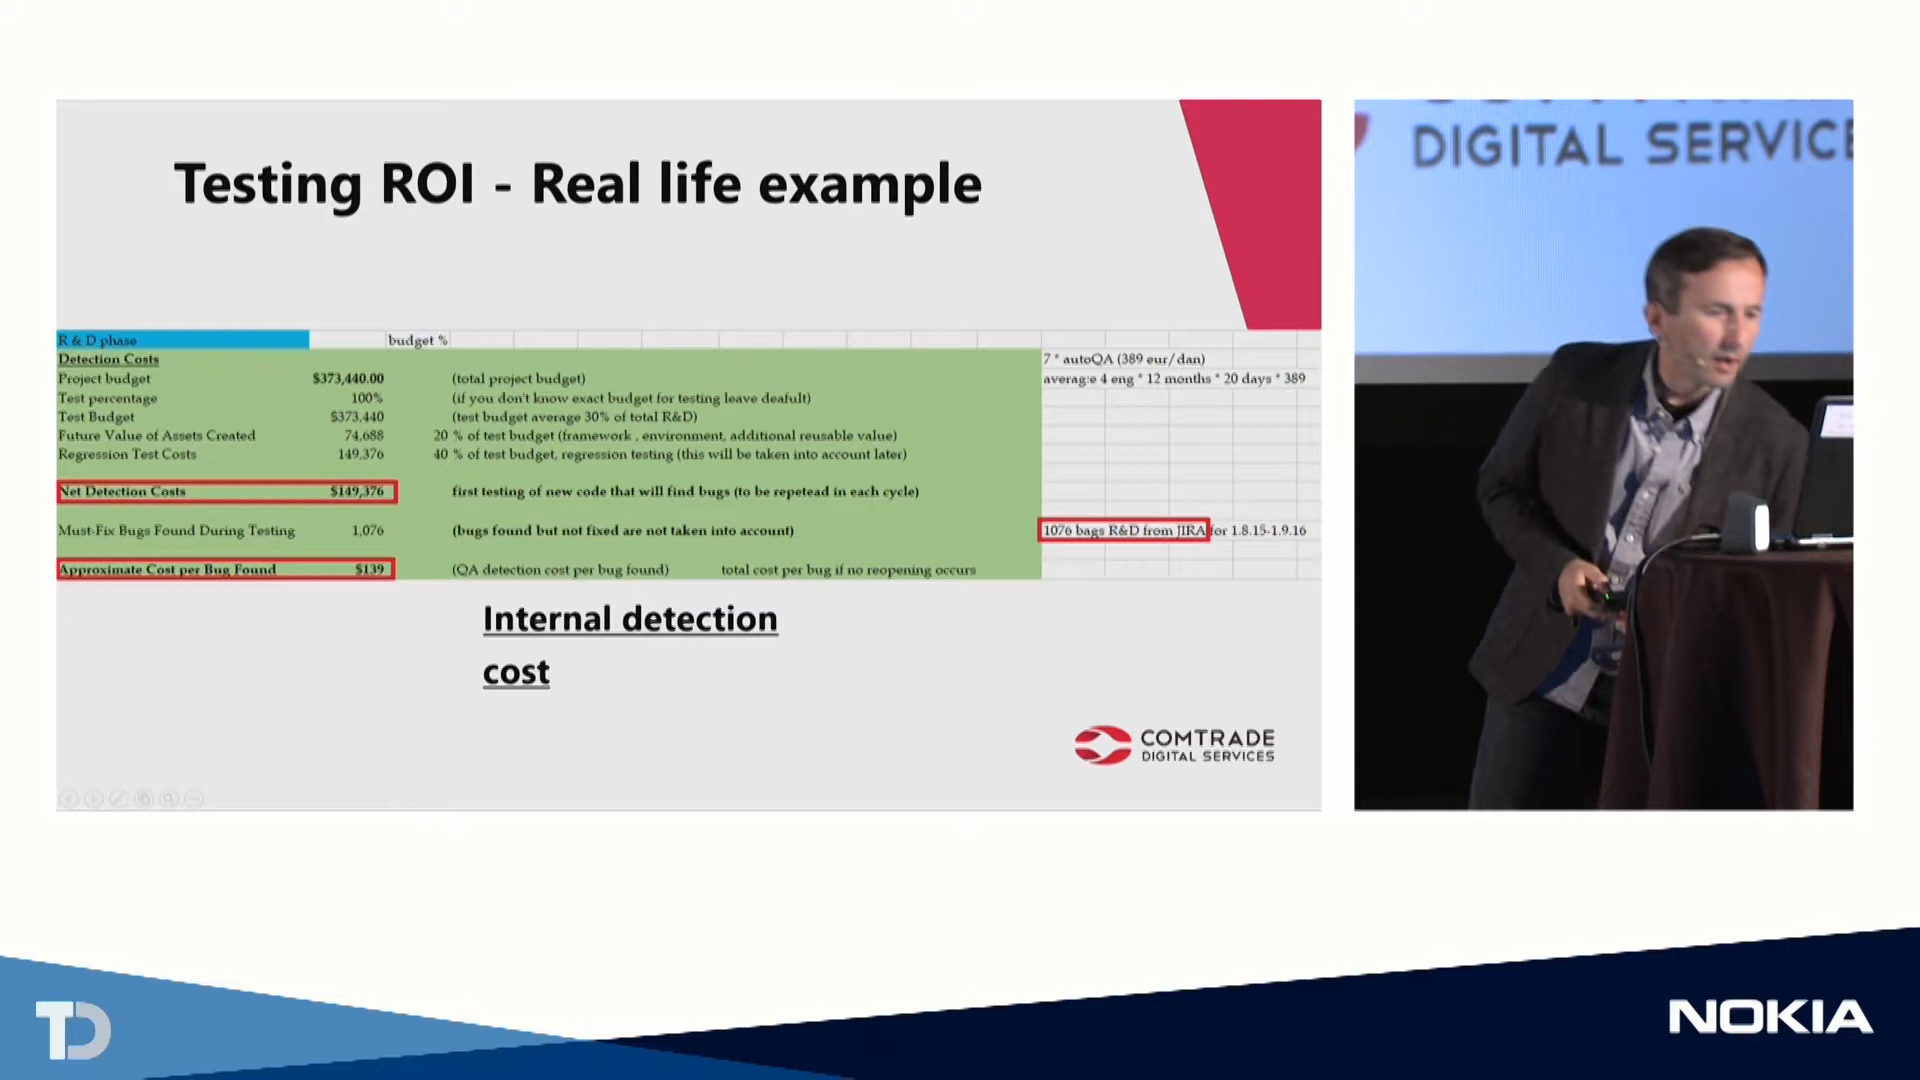 Testing ROI - Real life example
R & D phase budget %
Detection Costs 7 * autoQA (389 eur/dan)
Project budget $373,440.00 (total project budget) average 4 eng * 12 months * 20 days * 389
Test percentage 100% (if you don't know exact budget for testing leave deafult)
Test Budget $373,440 (test budget average 30% of total R&D)
Future Value of Assets Created 74,688 20 % of test budget (framework , environment, additional reusable value)
Regression Test Costs 149,376 40 % of test budget, regression testing (this will be taken into account later)
Net Detection Costs $149,376 first testing of new code that will find bugs (to be repetead in each cycle)
Must-Fix Bugs Found During Testing 1,076 (bugs found but not fixed are not taken into account) 1076 bags R&D from JIRA for 1.8.15-1.9.16
Approximate Cost per Bug Found $139 (QA detection cost per bug found) total cost per bug if no reopening occurs
Internal detection
cost
COMTRADE
DIGITAL SERVICES
DIGITAL SERVICE
TD
NOKIA